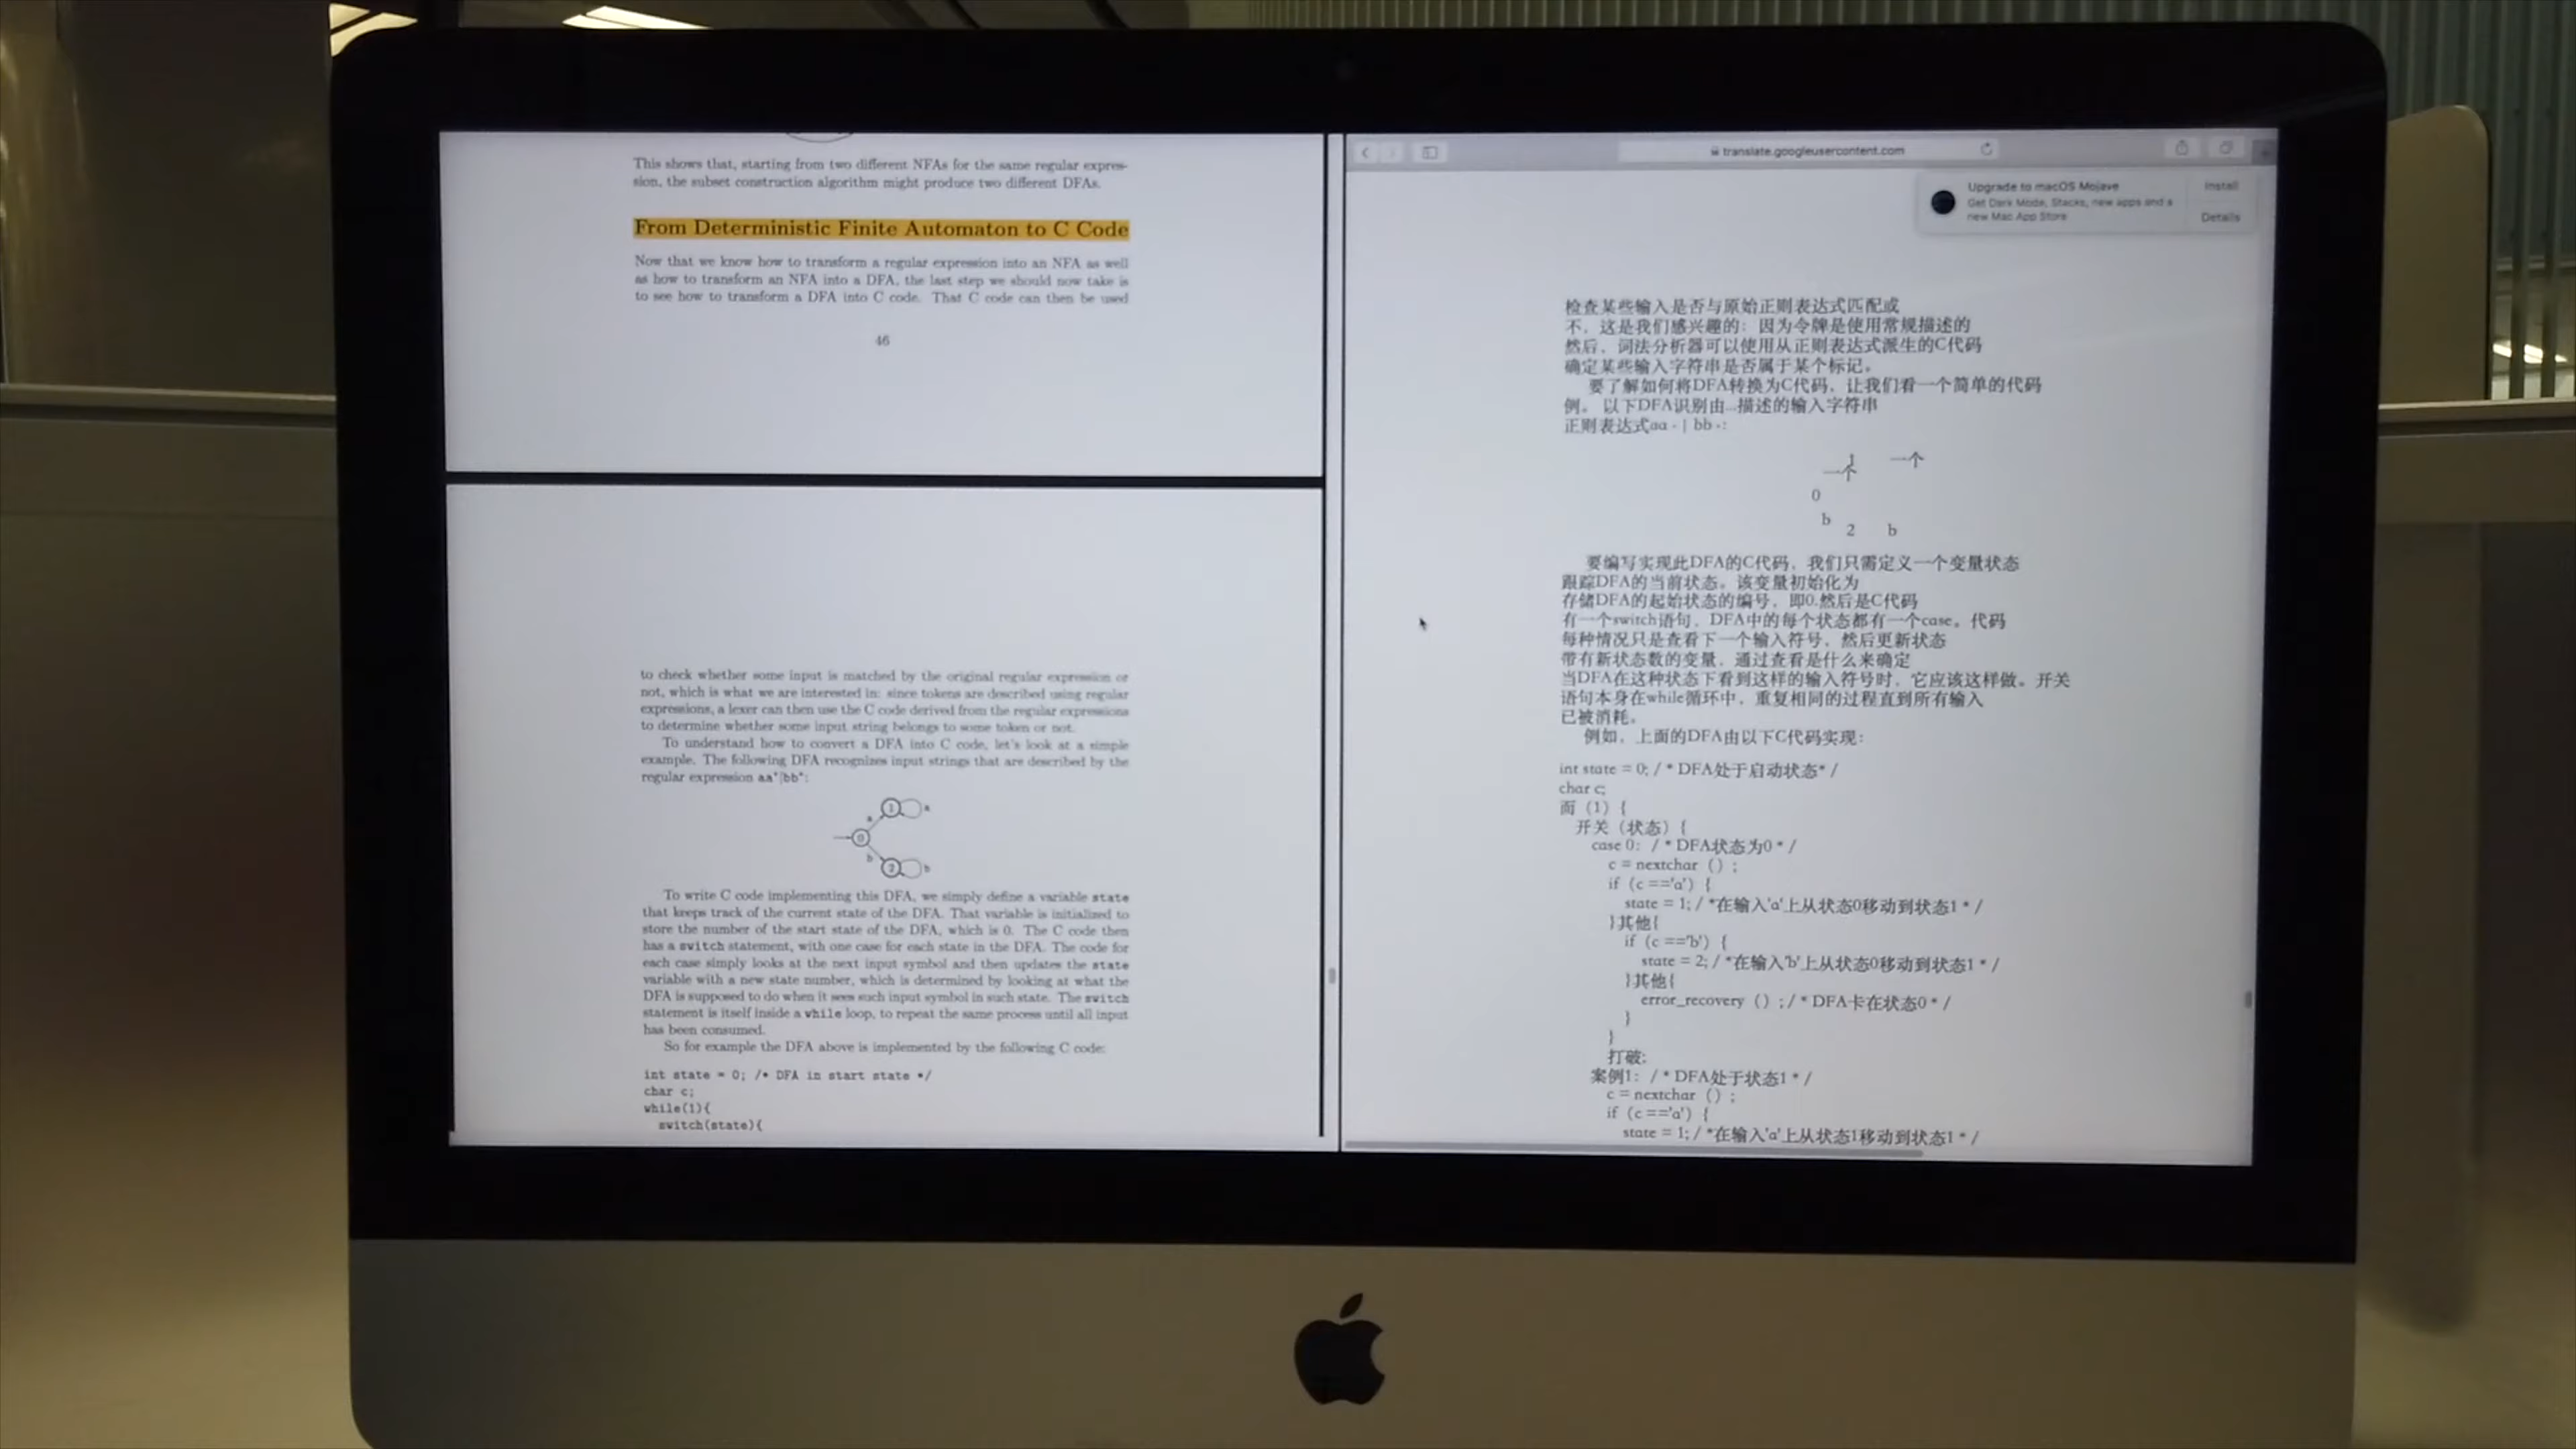 This shows that, starting from two different NFAs for the same regular expres-
sion, the subset construction algorithm might produce two different DFAs.
From Deterministic Finite Automaton to C Code
Now that we know how to transform a regular expression into an NFA as well
as how to transform an NFA into a DFA, the last step we should now take is
to see how to transform a DFA into C code. That C code can then be used
46
to check whether some input is matched by the original regular expression or
not, which is what we are interested in: since tokens are described using regular
expressions, a lexer can then use the C code derived from the regular expressions
to determine whether some input string belongs to some token or not.
To understand how to convert a DFA into C code, let's look at a simple
example. The following DFA recognizes input strings that are described by the
regular expression aa*|bb*:
1 a
a
0
b
2 b
To write C code implementing this DFA, we simply define a variable state
that keeps track of the current state of the DFA. That variable is initialized to
store the number of the start state of the DFA, which is 0. The C code then
has a switch statement, with one case for each state in the DFA. The code for
each case simply looks at the next input symbol and then updates the state
variable with a new state number, which is determined by looking at what the
DFA is supposed to do when it sees such input symbol in such state. The switch
statement is itself inside a while loop, to repeat the same process until all input
has been consumed.
So for example the DFA above is implemented by the following C code:
int state = 0; /* DFA in start state */
char c;
while(1){
switch(state){
translate.googleusercontent.com
Upgrade to macOS Mojave
Get Dark Mode, Stacks, new apps and a
new Mac App Store
Install
Details
检查某些输入是否与原始正则表达式匹配或
不，这是我们感兴趣的：因为令牌是使用常规描述的
然后，词法分析器可以使用从正则表达式派生的C代码
确定某些输入字符串是否属于某个标记。
要了解如何将DFA转换为C代码，让我们看一个简单的代码
例。 以下DFA识别由...描述的输入字符串
正则表达式aa * | bb *：
1 一个
一个
0
b
2 b
要编写实现此DFA的C代码，我们只需定义一个变量状态
跟踪DFA的当前状态。该变量初始化为
存储DFA的起始状态的编号，即0.然后是C代码
有一个switch语句，DFA中的每个状态都有一个case。代码
每种情况只是查看下一个输入符号，然后更新状态
带有新状态数的变量，通过查看是什么来确定
当DFA在这种状态下看到这样的输入符号时，它应该这样做。开关
语句本身在while循环中，重复相同的过程直到所有输入
已被消耗。
例如，上面的DFA由以下C代码实现：
int state = 0; / * DFA处于启动状态* /
char c;
而（1）{
开关（状态）{
case 0：/ * DFA状态为0 * /
c = nextchar（）;
if（c =='a'）{
state = 1; / *在输入'a'上从状态0移动到状态1 * /
}其他{
if（c =='b'）{
state = 2; / *在输入'b'上从状态0移动到状态1 * /
}其他{
error_recovery（）; / * DFA卡在状态0 * /
}
}
打破;
案例1：/ * DFA处于状态1 * /
c = nextchar（）;
if（c =='a'）{
state = 1; / *在输入'a'上从状态1移动到状态1 * /